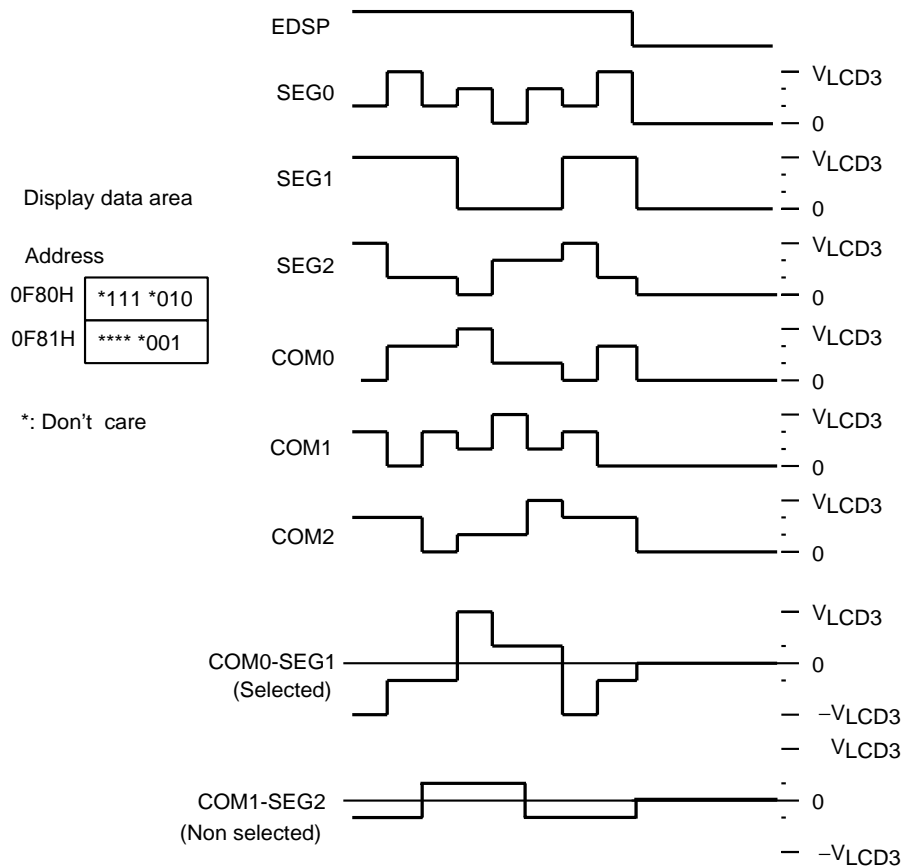 EDSP
SEG0
VLCD3
0
SEG1
VLCD3
0
Display data area
Address
0F80H *111 *010
0F81H **** *001
*: Don't care
SEG2
VLCD3
0
COM0
VLCD3
0
COM1
VLCD3
0
COM2
VLCD3
0
COM0-SEG1
(Selected)
VLCD3
0
−VLCD3
COM1-SEG2
(Non selected)
VLCD3
0
−VLCD3